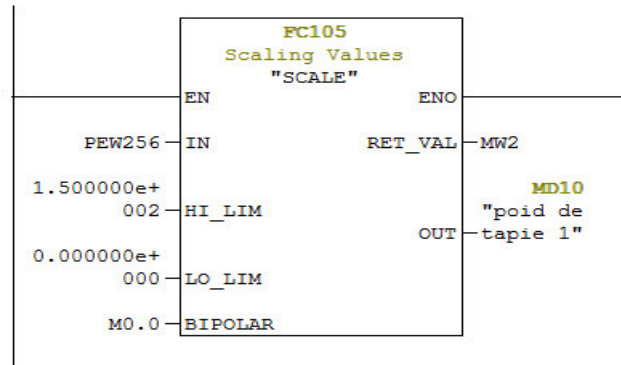 FC105
Scaling Values
"SCALE"
EN ENO
PEW256 IN RET_VAL MW2
1.500000e+ MD10
002 HI_LIM "poid de
OUT tapie 1"
0.000000e+
000 LO_LIM
M0.0 BIPOLAR